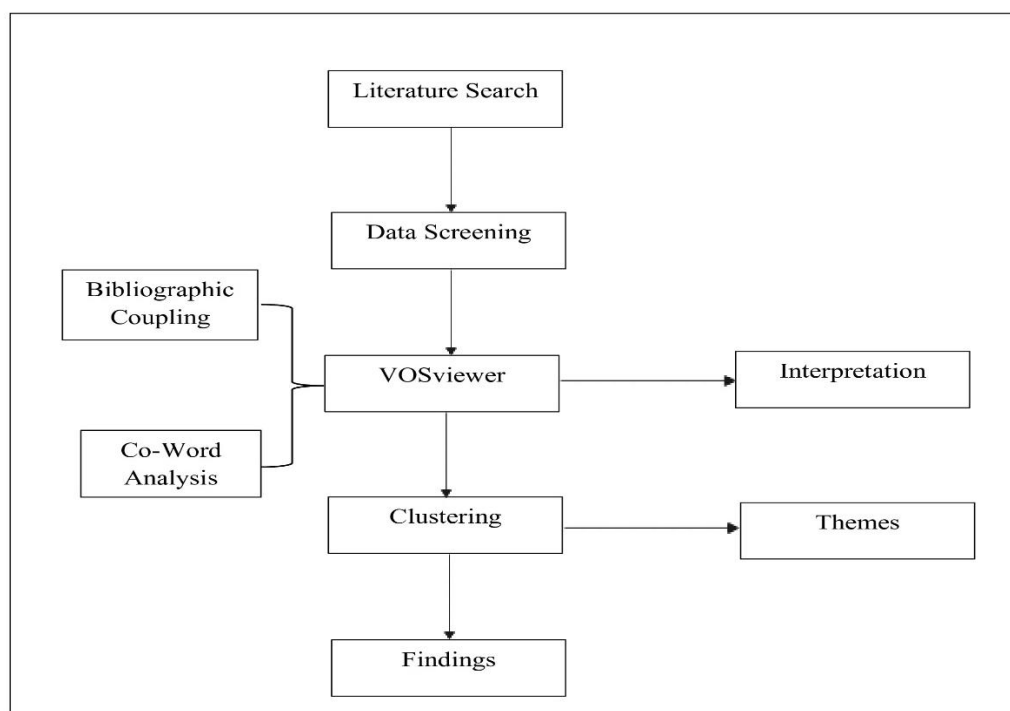 Literature Search
Data Screening
Bibliographic
Coupling
VOSviewer
Interpretation
Co-Word
Analysis
Clustering
Themes
Findings